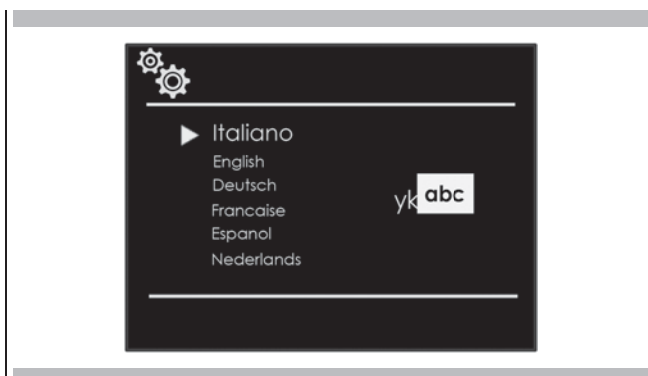 Italiano
English
Deutsch
Francaise
yk abc
Espanol
Nederlands